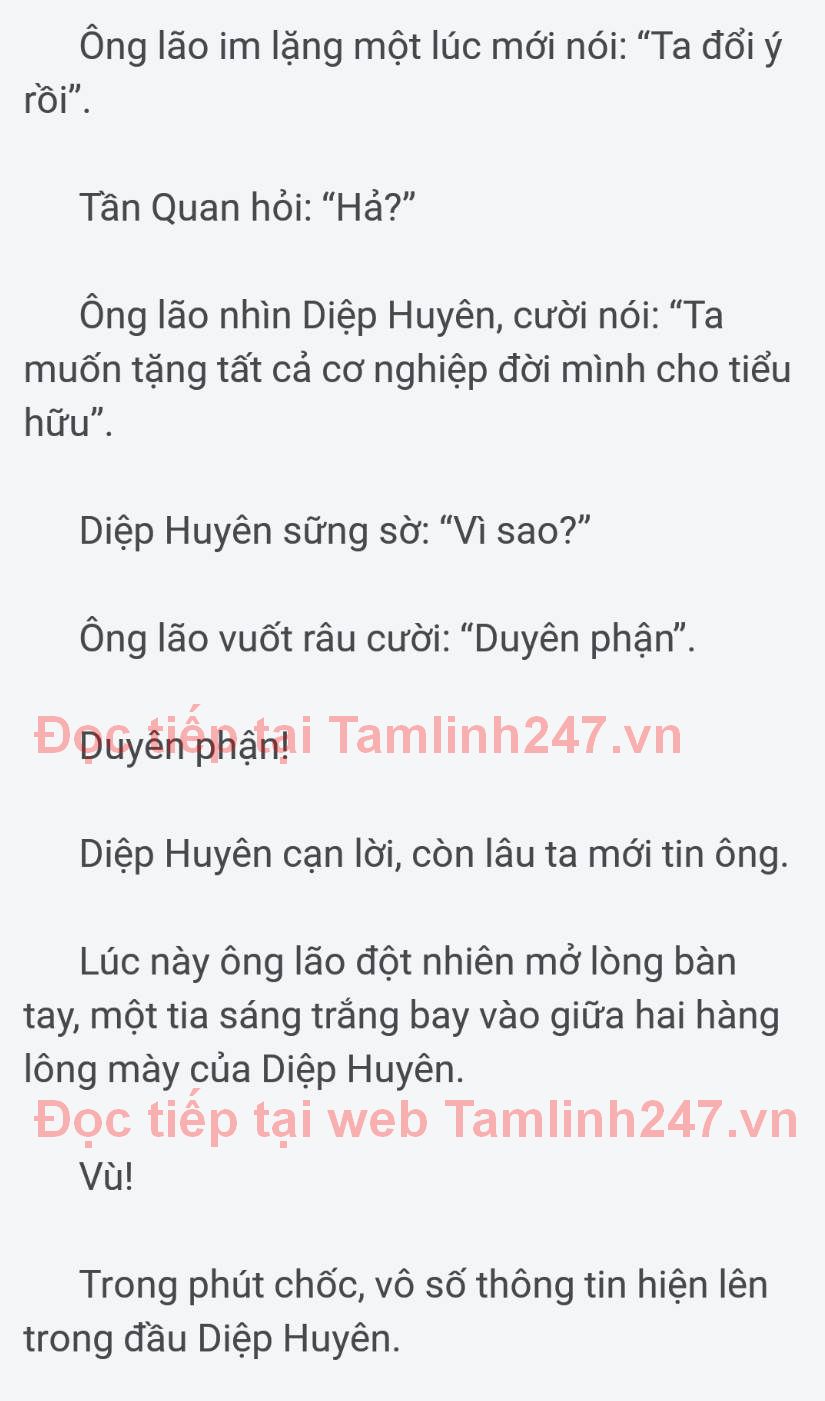 Ông lão im lặng một lúc mới nói: “Ta đổi ý
rồi”.
Tần Quan hỏi: “Hả?”
Ông lão nhìn Diệp Huyên, cười nói: “Ta
muốn tặng tất cả cơ nghiệp đời mình cho tiểu
hữu”.
Diệp Huyên sững sờ: “Vì sao?”
Ông lão vuốt râu cười: “Duyên phận”.
Đọc tiếp tại Tamlinh247.vn
Duyên phận!
Diệp Huyên cạn lời, còn lâu ta mới tin ông.
Lúc này ông lão đột nhiên mở lòng bàn
tay, một tia sáng trắng bay vào giữa hai hàng
lông mày của Diệp Huyên.
Đọc tiếp tại web Tamlinh247.vn
Vù!
Trong phút chốc, vô số thông tin hiện lên
trong đầu Diệp Huyên.